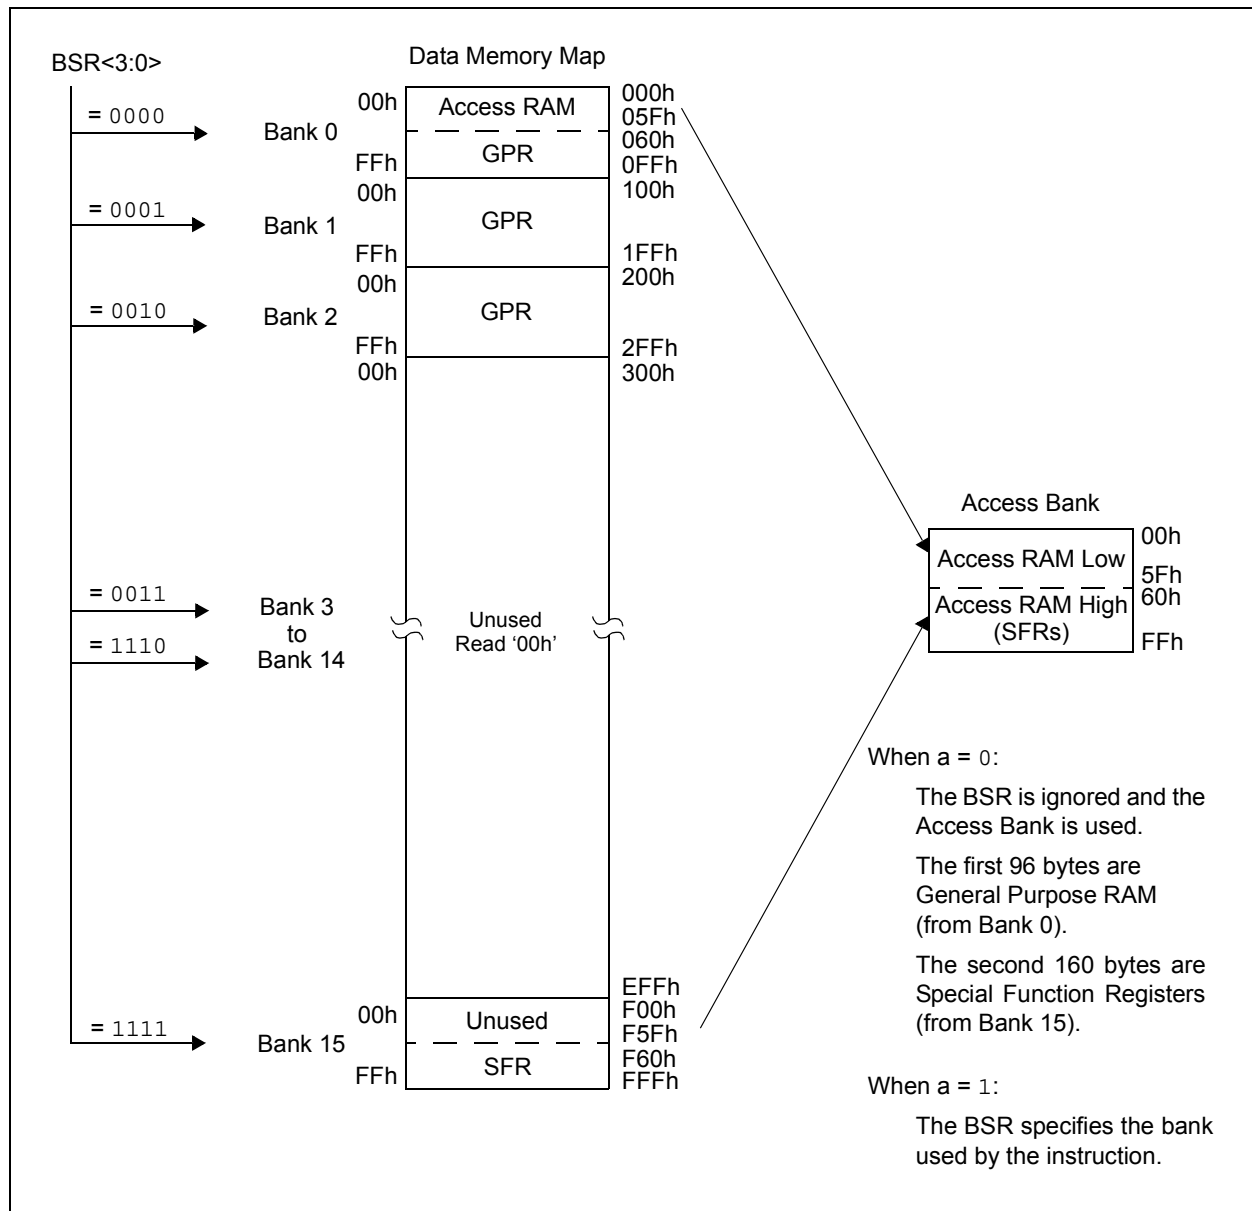 BSR<3:0>
Data Memory Map
= 0000
Bank 0
00h
Access RAM
000h
05Fh
FFh
GPR
060h
0FFh
= 0001
Bank 1
00h
GPR
100h
FFh
1FFh
= 0010
Bank 2
00h
GPR
200h
FFh
2FFh
00h
300h
= 0011
= 1110
Bank 3
to
Bank 14
Unused
Read ‘00h’
= 1111
Bank 15
EFFh
00h
Unused
F00h
F5Fh
FFh
SFR
F60h
FFFh
Access Bank
Access RAM Low
00h
5Fh
Access RAM High
(SFRs)
60h
FFh
When a = 0:
The BSR is ignored and the
Access Bank is used.
The first 96 bytes are
General Purpose RAM
(from Bank 0).
The second 160 bytes are
Special Function Registers
(from Bank 15).
When a = 1:
The BSR specifies the bank
used by the instruction.